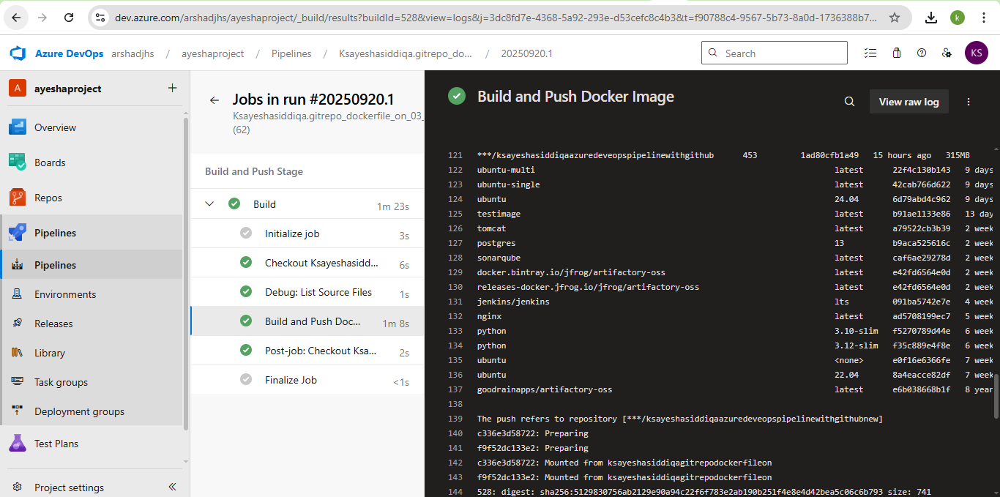 dev.azure.com/arshadjhs/ayeshaproject/_build/results?buildId=528&view=logs&j=3dc8fd7e-4368-5a92-293e-d53cefc8c4b3&t=f90788c4-9567-5b73-8a0d-1736388b7...
k
Azure DevOps arshadjhs / ayeshaproject / Pipelines / Ksayeshasiddiqa.gitrepo_do... / 20250920.1
Search
KS
A ayeshaproject
Overview
Boards
Repos
Pipelines
Pipelines
Environments
Releases
Library
Task groups
Deployment groups
Test Plans
Project settings
Jobs in run #20250920.1
Ksayeshasiddiqa.gitrepo_dockerfile_on_03_
(62)
Build and Push Stage
Build 1m 23s
Initialize job 3s
Checkout Ksayeshasidd... 6s
Debug: List Source Files 1s
Build and Push Doc... 1m 8s
Post-job: Checkout Ksa... 2s
Finalize Job <1s
Build and Push Docker Image
View raw log
121 ***/ksayeshasiddiqaazuredeveopspipelinewithgithub 453 1ad80cfb1a49 15 hours ago 315MB
122 ubuntu-multi latest 22f4c130b143 9 days
123 ubuntu-single latest 42cab766d622 9 days
124 ubuntu 24.04 6d79abd4c962 9 days
125 testimage latest b91ae1133e86 13 day
126 tomcat latest a79522cb3b39 2 week
127 postgres 13 b9aca525616c 2 week
128 sonarqube latest caf6ae29278d 2 week
129 docker.bintray.io/jfrog/artifactory-oss latest e42fd6564e0d 2 week
130 releases-docker.jfrog.io/jfrog/artifactory-oss latest e42fd6564e0d 2 week
131 jenkins/jenkins lts 091ba5742e7e 4 week
132 nginx latest ad5708199ec7 5 week
133 python 3.10-slim f5270789d44e 6 week
134 python 3.12-slim f35c889e4f8e 6 week
135 ubuntu <none> e0f16e6366fe 7 week
136 ubuntu 22.04 8a4eacce82df 7 week
137 goodrainapps/artifactory-oss latest e6b038668b1f 8 year
138
139 The push refers to repository [***/ksayeshasiddiqaazuredeveopspipelinewithgithubnew]
140 c336e3d58722: Preparing
141 f9f52dc133e2: Preparing
142 c336e3d58722: Mounted from ksayeshasiddiqagitrepodockerfileon
143 f9f52dc133e2: Mounted from ksayeshasiddiqagitrepodockerfileon
144 528: digest: sha256:5129830756ab2129e90a94c22f6f783e2ab190b251f4e8e4d42bea5c06c6b793 size: 741